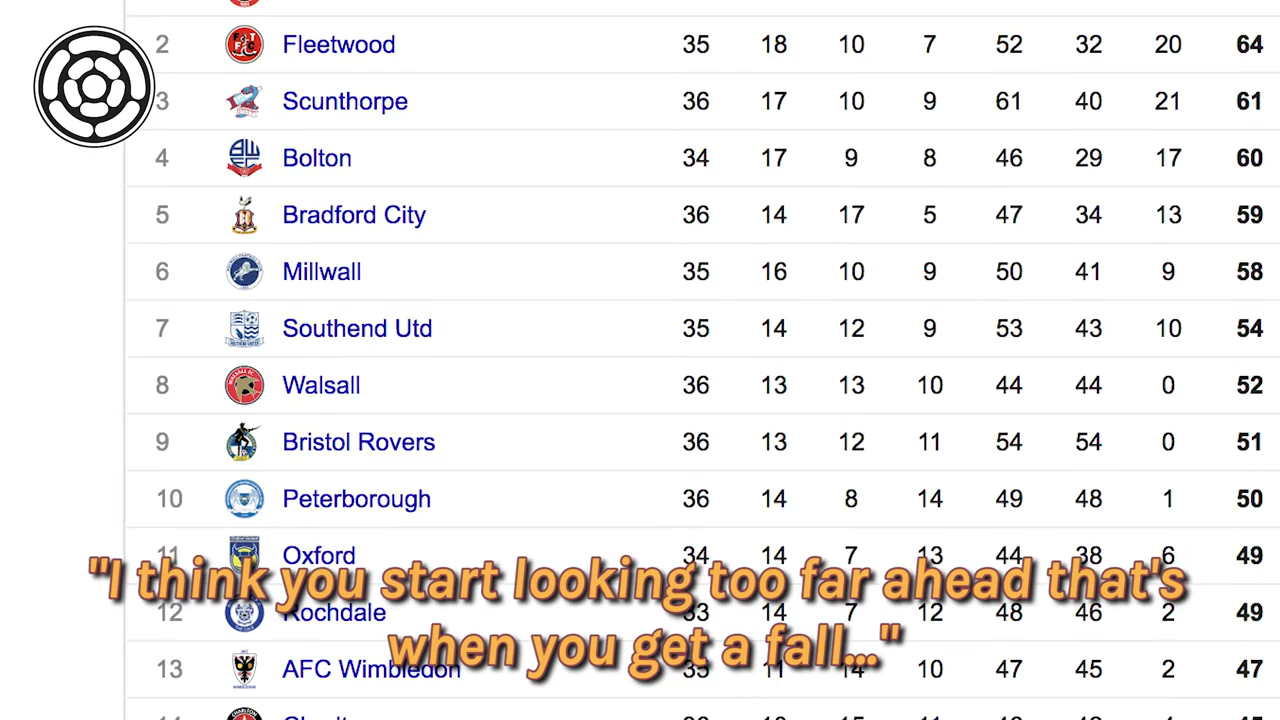 2 Fleetwood 35 18 10 7 52 32 20 64
3 Scunthorpe 36 17 10 9 61 40 21 61
4 Bolton 34 17 9 8 46 29 17 60
5 Bradford City 36 14 17 5 47 34 13 59
6 Millwall 35 16 10 9 50 41 9 58
7 Southend Utd 35 14 12 9 53 43 10 54
8 Walsall 36 13 13 10 44 44 0 52
9 Bristol Rovers 36 13 12 11 54 54 0 51
10 Peterborough 36 14 8 14 49 48 1 50
11 Oxford 34 14 7 13 44 38 6 49
"I think you start looking too far ahead that's
12 Rochdale 33 14 7 12 48 46 2 49
when you get a fall..."
13 AFC Wimbledon 35 11 14 10 47 45 2 47